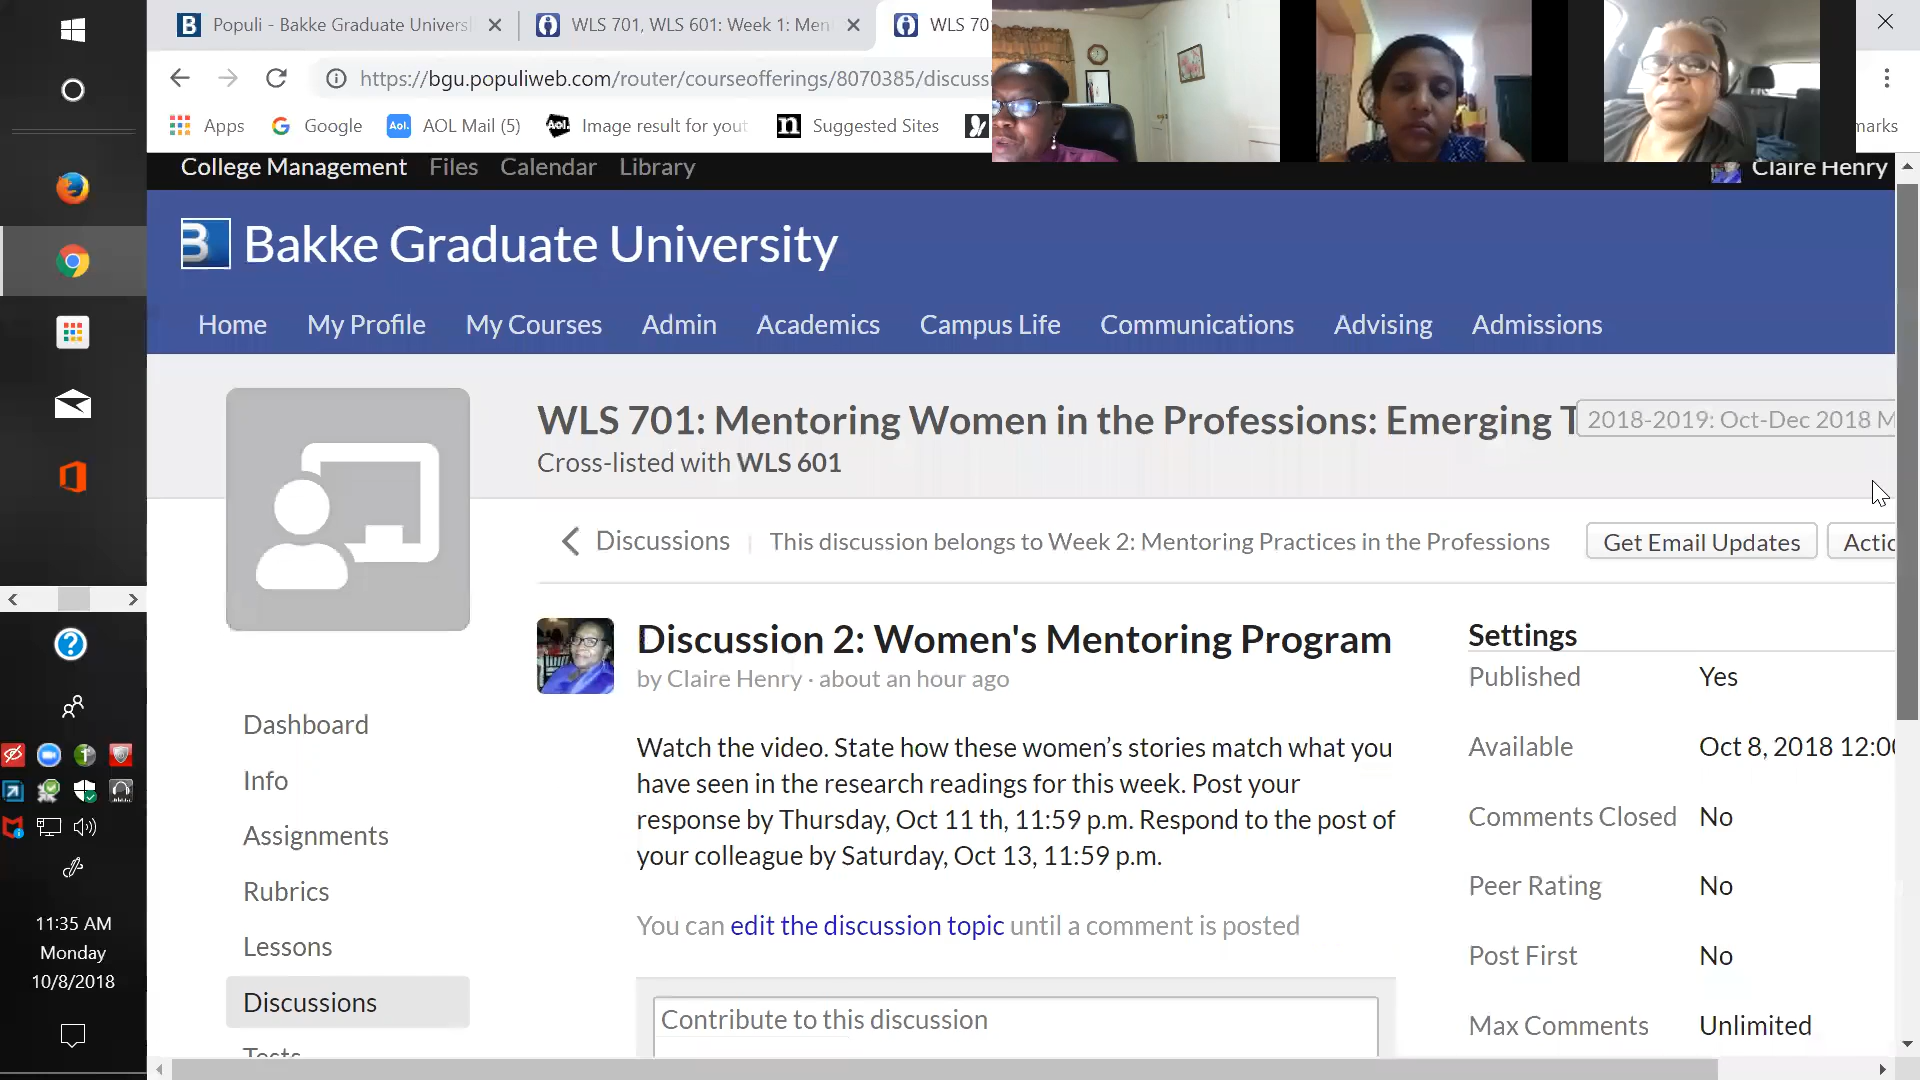 Populi - Bakke Graduate Universi
WLS 701, WLS 601: Week 1: Men
WLS 70
https://bgu.populiweb.com/router/courseofferings/8070385/discussi
Apps
Google
Aol.
AOL Mail (5)
Aol.
Image result for yout
n
Suggested Sites
marks
College Management
Files
Calendar
Library
Claire Henry
B
Bakke Graduate University
Home
My Profile
My Courses
Admin
Academics
Campus Life
Communications
Advising
Admissions
WLS 701: Mentoring Women in the Professions: Emerging T
2018-2019: Oct-Dec 2018 M
Cross-listed with WLS 601
Discussions
This discussion belongs to Week 2: Mentoring Practices in the Professions
Get Email Updates
Actio
Discussion 2: Women's Mentoring Program
by Claire Henry · about an hour ago
Watch the video. State how these women’s stories match what you
have seen in the research readings for this week. Post your
response by Thursday, Oct 11 th, 11:59 p.m. Respond to the post of
your colleague by Saturday, Oct 13, 11:59 p.m.
You can edit the discussion topic until a comment is posted
Contribute to this discussion
Settings
Published Yes
Available Oct 8, 2018 12:00
Comments Closed No
Peer Rating No
Post First No
Max Comments Unlimited
Dashboard
Info
Assignments
Rubrics
Lessons
Discussions
Tests
11:35 AM
Monday
10/8/2018